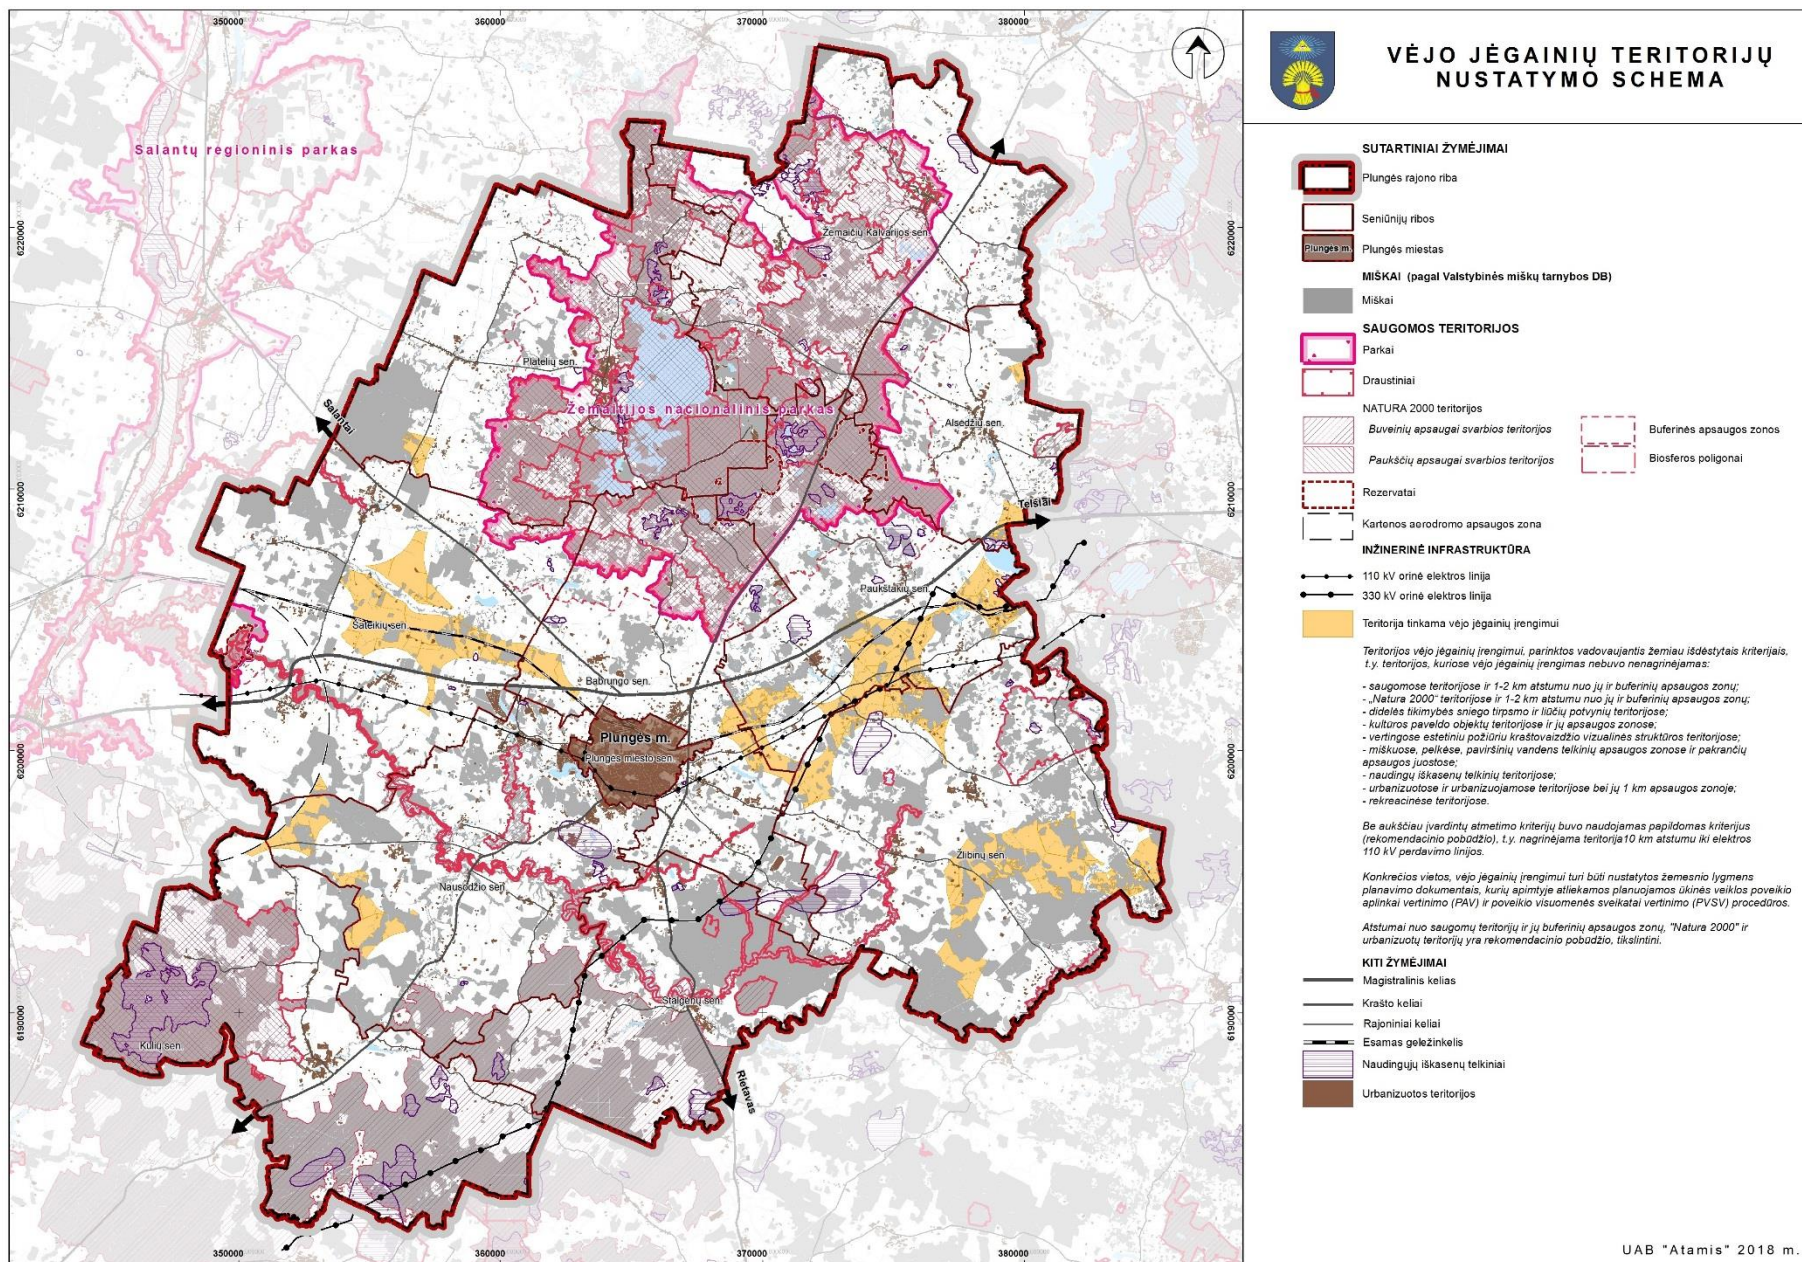 350000
360000
370000
380000
VĖJO JĖGAINIŲ TERITORIJŲ
NUSTATYMO SCHEMA
SUTARTINIAI ŽYMĖJIMAI
Plungės rajono riba
Seniūnijų ribos
Plungės m.
Plungės miestas
MIŠKAI (pagal Valstybinės miškų tarnybos DB)
Miškai
SAUGOMOS TERITORIJOS
Parkai
Draustiniai
NATURA 2000 teritorijos
Buveinių apsaugai svarbios teritorijos
Buferinės apsaugos zonos
Paukščių apsaugai svarbios teritorijos
Biosferos poligonai
Rezervatai
Kartenos aerodromo apsaugos zona
INŽINERINĖ INFRASTRUKTŪRA
110 kV orinė elektros linija
330 kV orinė elektros linija
Teritorija tinkama vėjo jėgainių įrengimui
Teritorijos vėjo jėgainių įrengimui, parinktos vadovaujantis žemiau išdėstytais kriterijais,
t.y. teritorijos, kuriose vėjo jėgainių įrengimas nebuvo nenagrinėjamas:
- saugomose teritorijose ir 1-2 km atstumu nuo jų ir buferinių apsaugos zonų;
- „Natura 2000“ teritorijose ir 1-2 km atstumu nuo jų ir buferinių apsaugos zonų;
- didelės tikimybės sniego tirpsmo ir liūčių potvynių teritorijose;
- kultūros paveldo objektų teritorijose ir jų apsaugos zonose;
- vertingose estetiniu požiūriu kraštovaizdžio vizualinės struktūros teritorijose;
- miškuose, pelkėse, paviršinių vandens telkinių apsaugos zonose ir pakrančių
apsaugos juostose;
- naudingų iškasenų telkinių teritorijose;
- urbanizuotose ir urbanizuojamose teritorijose bei jų 1 km apsaugos zonoje;
- rekreacinėse teritorijose.
Be aukščiau įvardintų atmetimo kriterijų buvo naudojamas papildomas kriterijus
(rekomendacinio pobūdžio), t.y. nagrinėjama teritorija10 km atstumu iki elektros
110 kV perdavimo linijos.
Konkrečios vietos, vėjo jėgainių įrengimui turi būti nustatytos žemesnio lygmens
planavimo dokumentais, kurių apimtyje atliekamos planuojamos ūkinės veiklos poveikio
aplinkai vertinimo (PAV) ir poveikio visuomenės sveikatai vertinimo (PVSV) procedūros.
Atstumai nuo saugomų teritorijų ir jų buferinių apsaugos zonų, "Natura 2000" ir
urbanizuotų teritorijų yra rekomendacinio pobūdžio, tikslintini.
KITI ŽYMĖJIMAI
Magistralinis kelias
Krašto keliai
Rajoniniai keliai
Esamas geležinkelis
Naudingųjų iškasenų telkiniai
Urbanizuotos teritorijos
UAB "Atamis" 2018 m.
Salantų regioninis parkas
6220000
6220000
Žemaičių Kalvarijos sen.
Platelių sen.
Žemaitijos nacionalinis parkas
Salantai
Alsėdžių sen.
6210000
6210000
Telšiai
Paukštakių sen.
Šateikių sen.
Babrungo sen.
Plungės m.
Plungės miesto sen.
6200000
6200000
Žlibinų sen.
Nausodžio sen.
Stalgėnų sen.
6190000
6190000
Kulių sen.
Rietavas
350000
360000
370000
380000